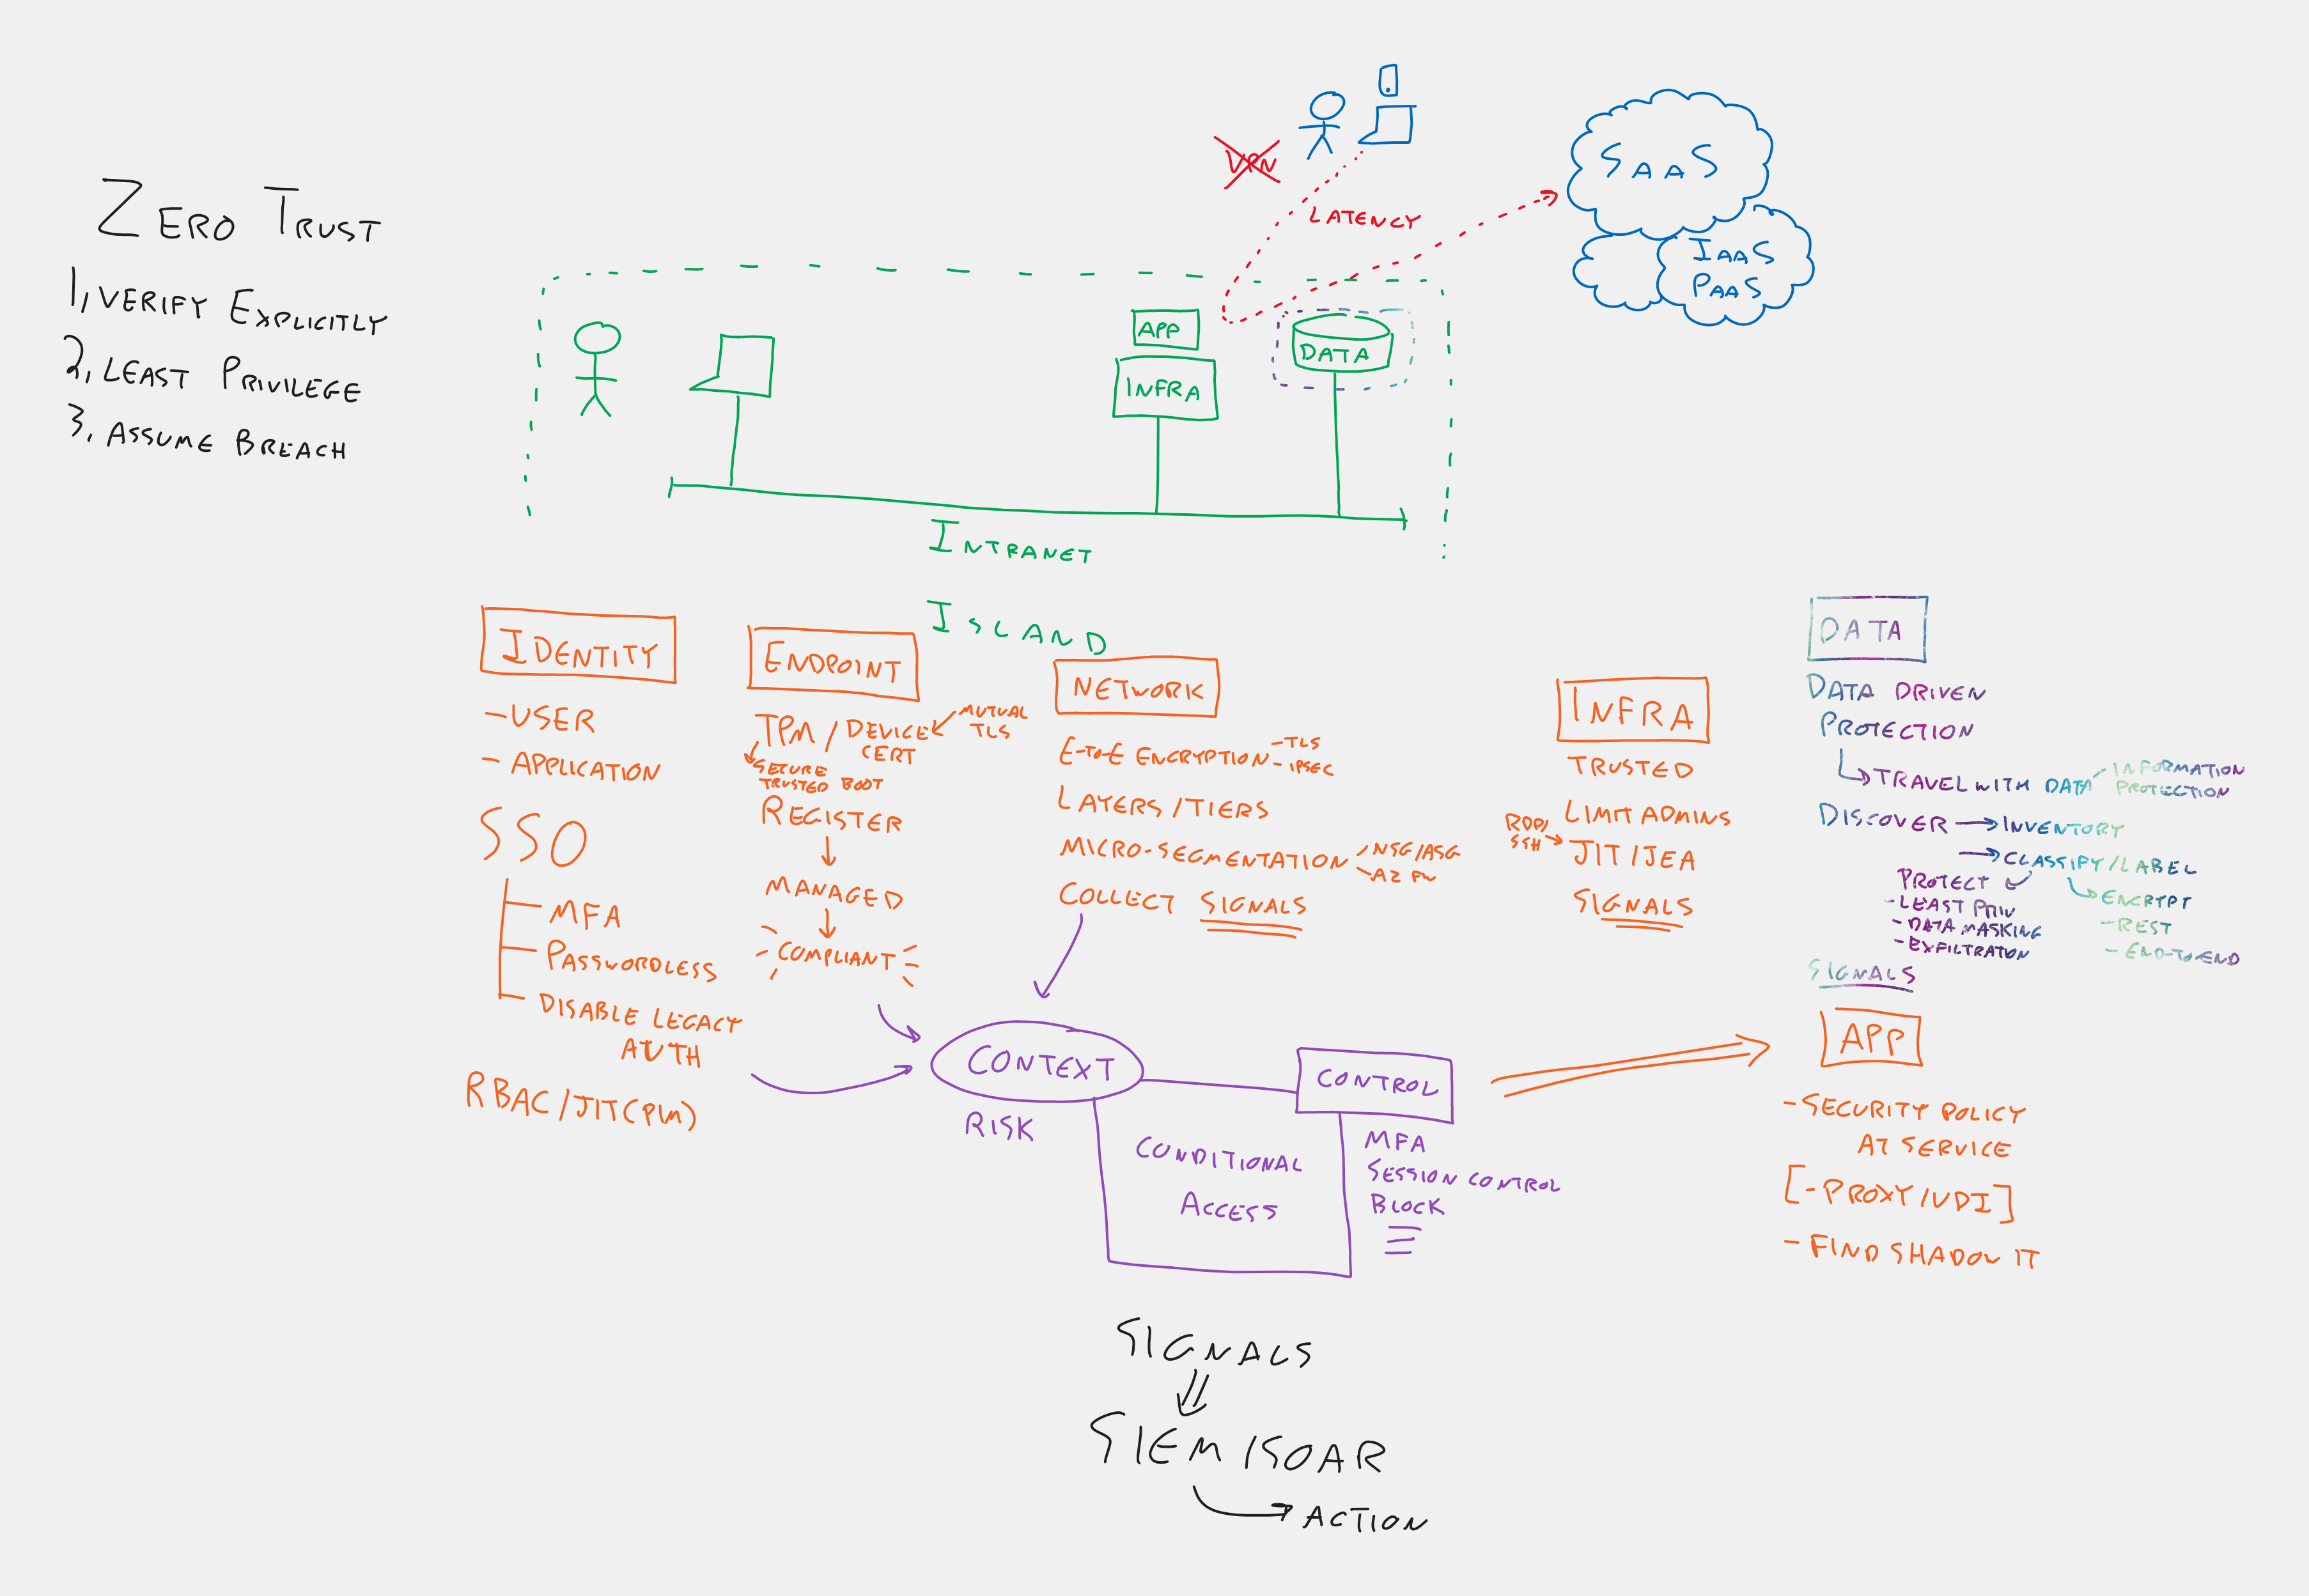 ZERO TRUST
1, VERIFY EXPLICITLY
2, LEAST PRIVILEGE
3, ASSUME BREACH
VPN
LATENCY
SAAS
IAAS
PAAS
APP
INFRA
DATA
INTRANET
ISLAND
IDENTITY
- USER
- APPLICATION
SSO
- MFA
- PASSWORDLESS
- DISABLE LEGACY
AUTH
RBAC/JIT(PIM)
ENDPOINT
TPM / DEVICE
CERT
MUTUAL
TLS
SECURE
TRUSTED BOOT
REGISTER
MANAGED
COMPLIANT
NETWORK
E-TO-E ENCRYPTION
- TLS
- IPSEC
LAYERS/TIERS
MICRO-SEGMENTATION
NSG/ASG
AZ FW
COLLECT SIGNALS
INFRA
TRUSTED
LIMIT ADMINS
RDP/
SSH
JIT/JEA
SIGNALS
DATA
DATA DRIVEN
PROTECTION
TRAVEL WITH DATA
INFORMATION
PROTECTION
DISCOVER
INVENTORY
CLASSIFY/LABEL
PROTECT
- LEAST PRIV
- DATA MASKING
- EXFILTRATION
ENCRYPT
- REST
- END-TO-END
SIGNALS
CONTEXT
RISK
CONTROL
CONDITIONAL
ACCESS
MFA
SESSION CONTROL
BLOCK
APP
- SECURITY POLICY
AT SERVICE
[- PROXY/VDI]
- FIND SHADOW IT
SIGNALS
SIEM/SOAR
ACTION